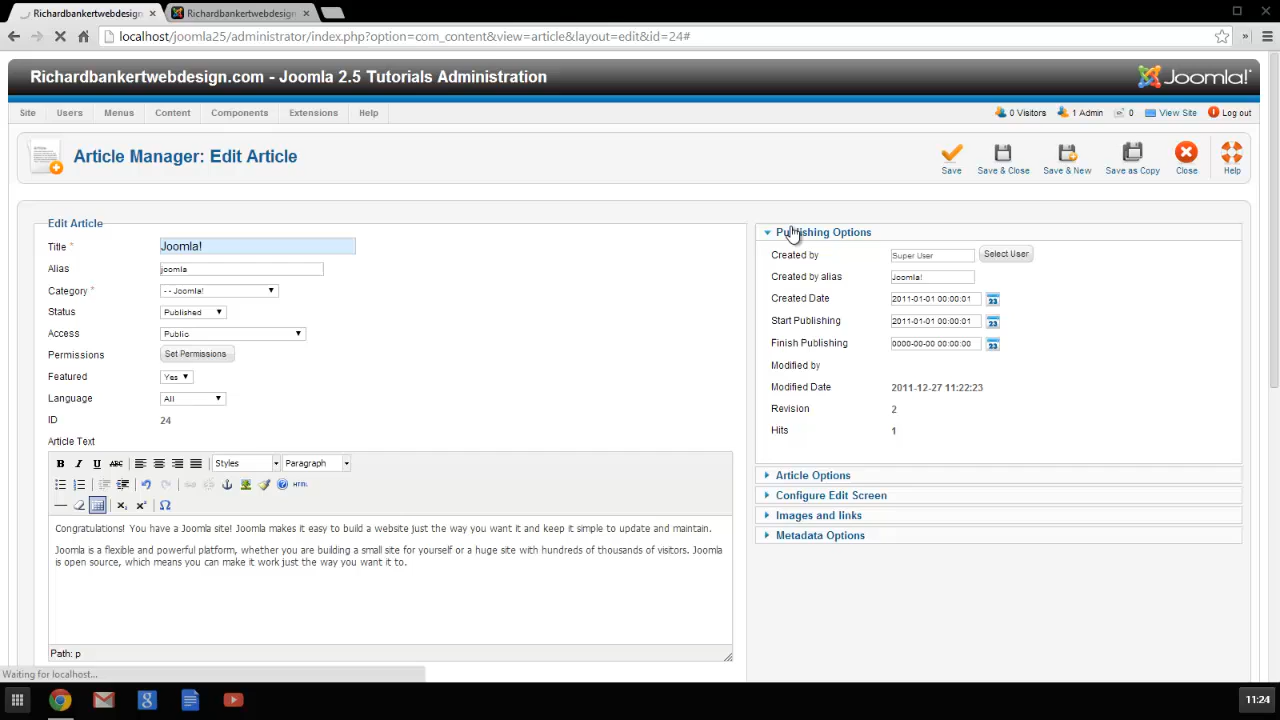 Richardbankertwebdesign
Richardbankertwebdesign
localhost/joomla25/administrator/index.php?option=com_content&view=article&layout=edit&id=24#
Richardbankertwebdesign.com - Joomla 2.5 Tutorials Administration
Joomla!
Site Users Menus Content Components Extensions Help
0 Visitors 1 Admin 0 View Site Log out
Article Manager: Edit Article
Save Save & Close Save & New Save as Copy Close Help
Edit Article
Title * Joomla!
Alias joomla
Category * - - Joomla!
Status Published
Access Public
Permissions Set Permissions
Featured Yes
Language All
ID 24
Article Text
B I U ABC Styles Paragraph
HTML
Congratulations! You have a Joomla site! Joomla makes it easy to build a website just the way you want it and keep it simple to update and maintain.
Joomla is a flexible and powerful platform, whether you are building a small site for yourself or a huge site with hundreds of thousands of visitors. Joomla
is open source, which means you can make it work just the way you want it to.
Path: p
Publishing Options
Created by Super User Select User
Created by alias Joomla!
Created Date 2011-01-01 00:00:01 23
Start Publishing 2011-01-01 00:00:01 23
Finish Publishing 0000-00-00 00:00:00 23
Modified by
Modified Date 2011-12-27 11:22:23
Revision 2
Hits 1
Article Options
Configure Edit Screen
Images and links
Metadata Options
Waiting for localhost...
11:24